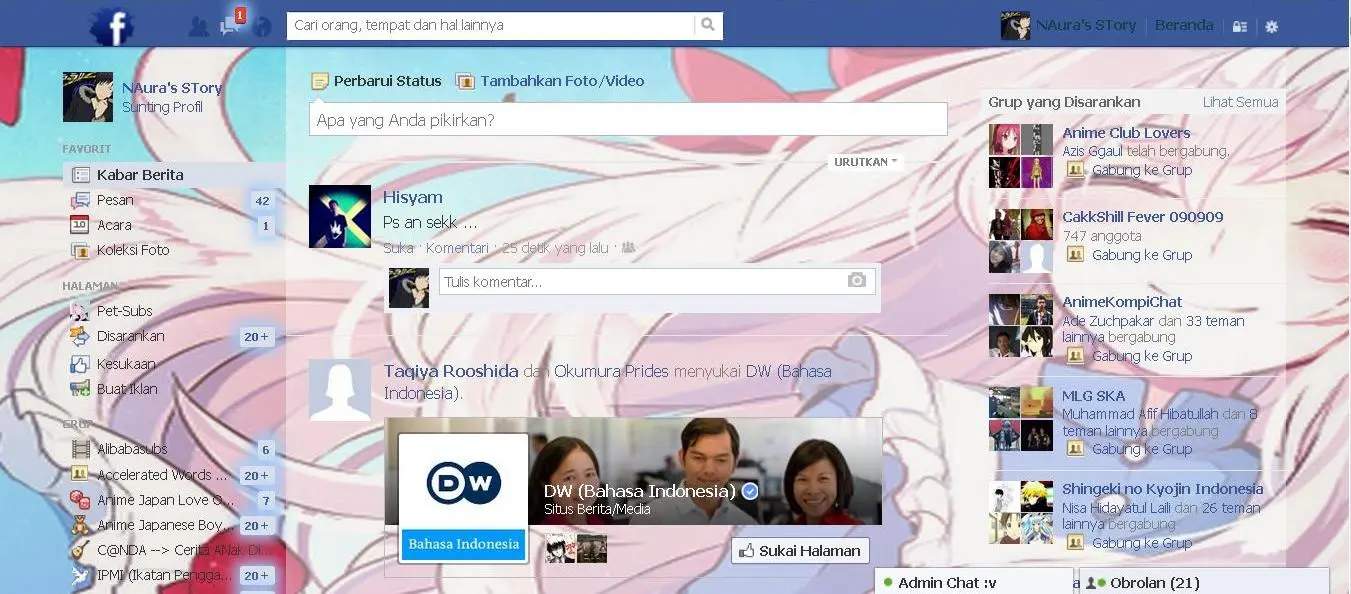 f
1
Cari orang, tempat dan hal lainnya
NAura's STory
Beranda
NAura's STory
Sunting Profil
FAVORIT
Kabar Berita
Pesan 42
Acara 1
Koleksi Foto
HALAMAN
Pet-Subs
Disarankan 20+
Kesukaan
Buat Iklan
GRUP
Alibabasubs 6
Accelerated Words ... 20+
Anime Japan Love O... 7
Anime Japanese Boy... 20+
C@NDA --> Cerita ANak Di...
IPMI (Ikatan Pengga... 20+
Perbarui Status
Tambahkan Foto/Video
Apa yang Anda pikirkan?
URUTKAN
Hisyam
Ps an sekk ...
Suka · Komentari · 25 detik yang lalu ·
Tulis komentar...
Taqiya Rooshida dan Okumura Prides menyukai DW (Bahasa
Indonesia).
DW
Bahasa Indonesia
DW (Bahasa Indonesia)
Situs Berita/Media
Sukai Halaman
Grup yang Disarankan
Lihat Semua
Anime Club Lovers
Azis Ggaul telah bergabung.
Gabung ke Grup
CakkShill Fever 090909
747 anggota
Gabung ke Grup
AnimeKompiChat
Ade Zuchpakar dan 33 teman
lainnya bergabung
Gabung ke Grup
MLG SKA
Muhammad Afif Hibatullah dan 8
teman lainnya bergabung
Gabung ke Grup
Shingeki no Kyojin Indonesia
Nisa Hidayatul Laili dan 26 teman
lainnya bergabung
Gabung ke Grup
Admin Chat :v
Obrolan (21)